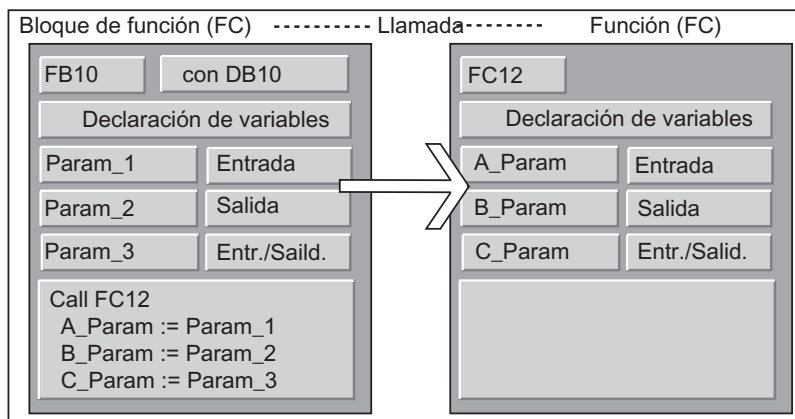 Bloque de función (FC) ---------- Llamada-------- Función (FC)
FB10 con DB10
Declaración de variables
Param_1 Entrada
Param_2 Salida
Param_3 Entr./Saild.
Call FC12
A_Param := Param_1
B_Param := Param_2
C_Param := Param_3
FC12
Declaración de variables
A_Param Entrada
B_Param Salida
C_Param Entr./Salid.